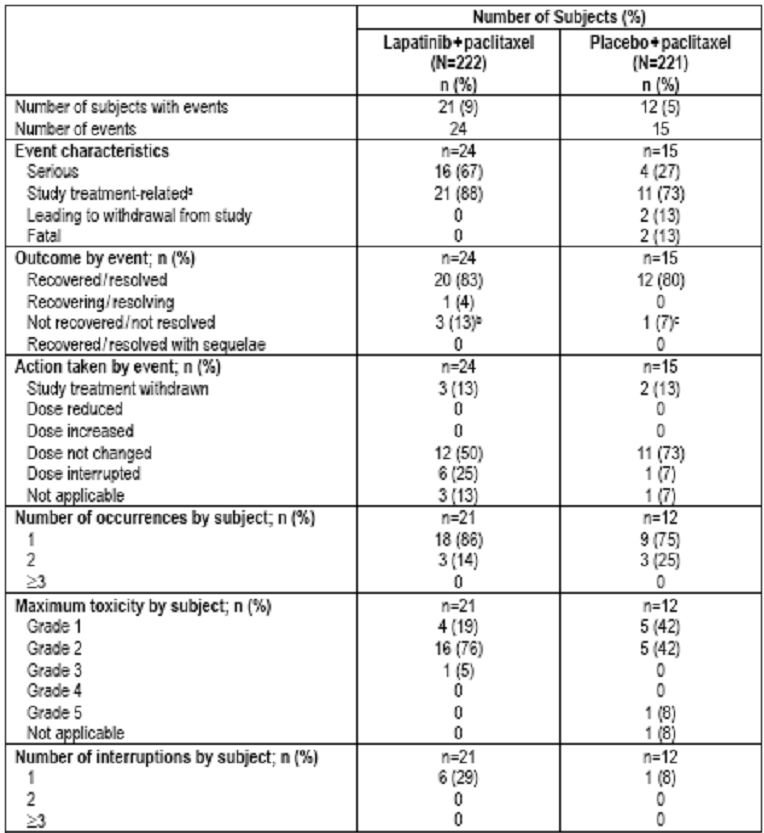 Number of Subjects (%)
Lapatinib+paclitaxel (N=222) n (%) Placebo+paclitaxel (N=221) n (%)
Number of subjects with events 21 (9) 12 (5)
Number of events 24 15
Event characteristics n=24 n=15
Serious 16 (67) 4 (27)
Study treatment-relatedᵃ 21 (88) 11 (73)
Leading to withdrawal from study 0 2 (13)
Fatal 0 2 (13)
Outcome by event; n (%) n=24 n=15
Recovered/resolved 20 (83) 12 (80)
Recovering/resolving 1 (4) 0
Not recovered/not resolved 3 (13)ᵇ 1 (7)ᶜ
Recovered/resolved with sequelae 0 0
Action taken by event; n (%) n=24 n=15
Study treatment withdrawn 3 (13) 2 (13)
Dose reduced 0 0
Dose increased 0 0
Dose not changed 12 (50) 11 (73)
Dose interrupted 6 (25) 1 (7)
Not applicable 3 (13) 1 (7)
Number of occurrences by subject; n (%) n=21 n=12
1 18 (86) 9 (75)
2 3 (14) 3 (25)
≥3 0 0
Maximum toxicity by subject; n (%) n=21 n=12
Grade 1 4 (19) 5 (42)
Grade 2 16 (76) 5 (42)
Grade 3 1 (5) 0
Grade 4 0 0
Grade 5 0 1 (8)
Not applicable 0 1 (8)
Number of interruptions by subject; n (%) n=21 n=12
1 6 (29) 1 (8)
2 0 0
≥3 0 0